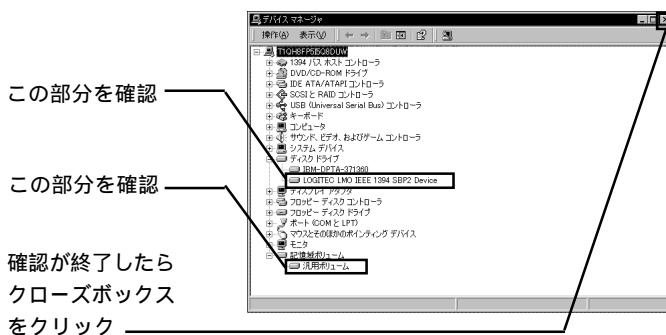 デバイス マネージャ
操作(A) 表示(V)
T1QH8FP5I5Q8DUW
1394 バス ホスト コントローラ
DVD/CD-ROM ドライブ
IDE ATA/ATAPI コントローラ
SCSI と RAID コントローラ
USB (Universal Serial Bus) コントローラ
キーボード
コンピュータ
サウンド、ビデオ、およびゲーム コントローラ
システム デバイス
ディスク ドライブ
IBM-DPTA-371360
LOGITEC LMO IEEE 1394 SBP2 Device
ディスプレイ アダプタ
フロッピー ディスク コントローラ
フロッピー ディスク ドライブ
ポート (COM と LPT)
マウスとそのほかのポインティング デバイス
モニタ
記憶域ボリューム
汎用ボリューム
この部分を確認
この部分を確認
確認が終了したら
クローズボックス
をクリック